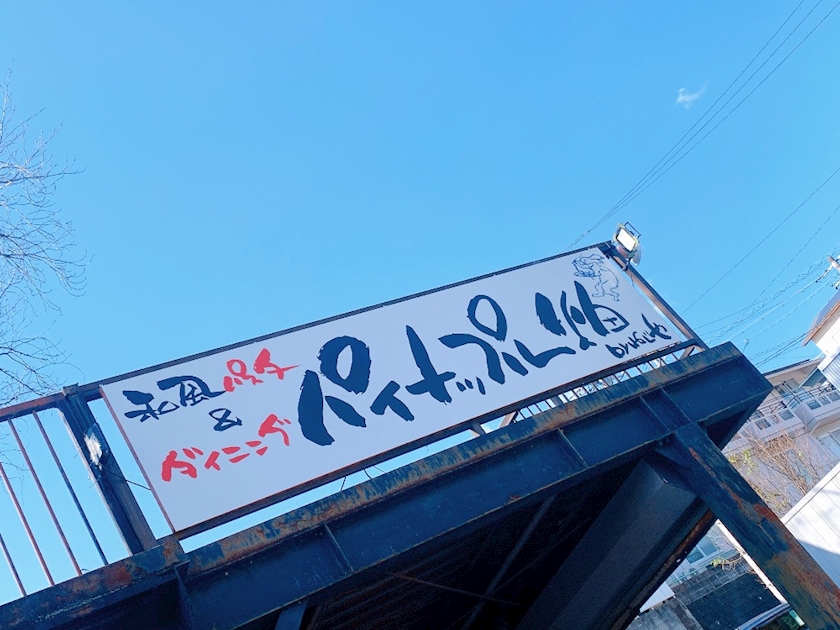 和風パスタ
&
ダイニング
パイナップル畑